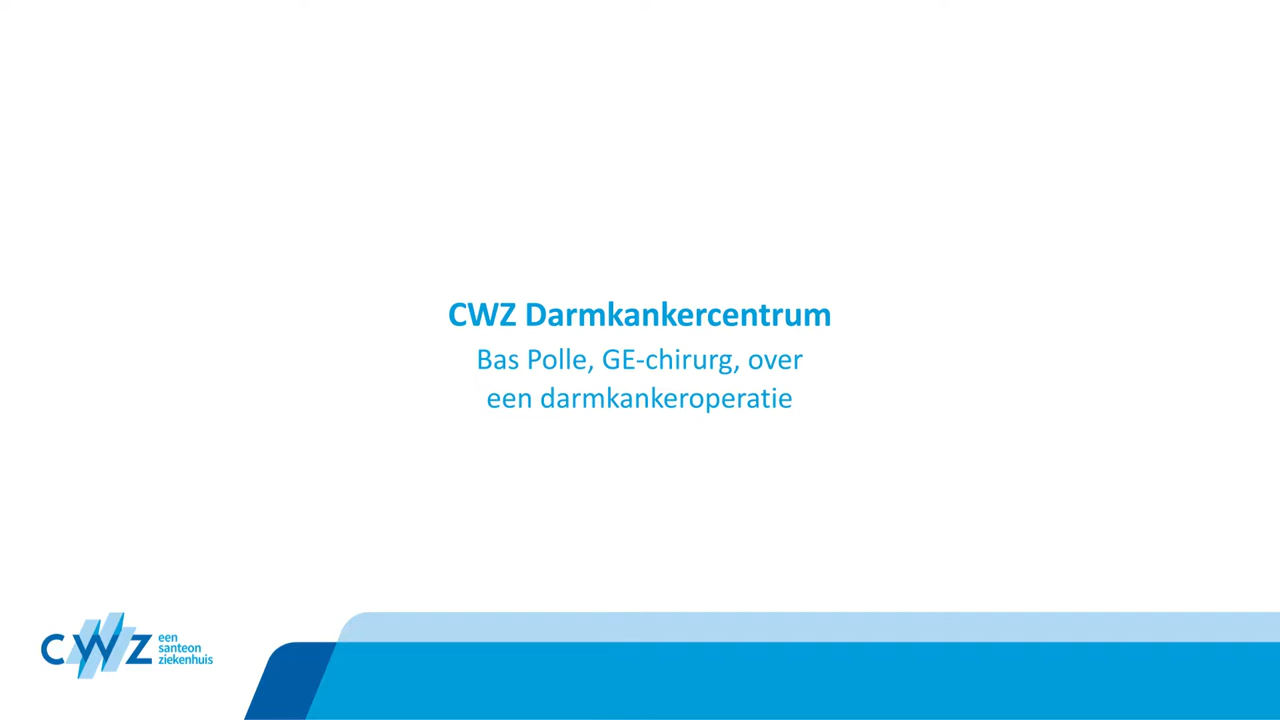 CWZ Darmkankercentrum
Bas Polle, GE-chirurg, over
een darmkankeroperatie
CWZ
een
santeon
ziekenhuis